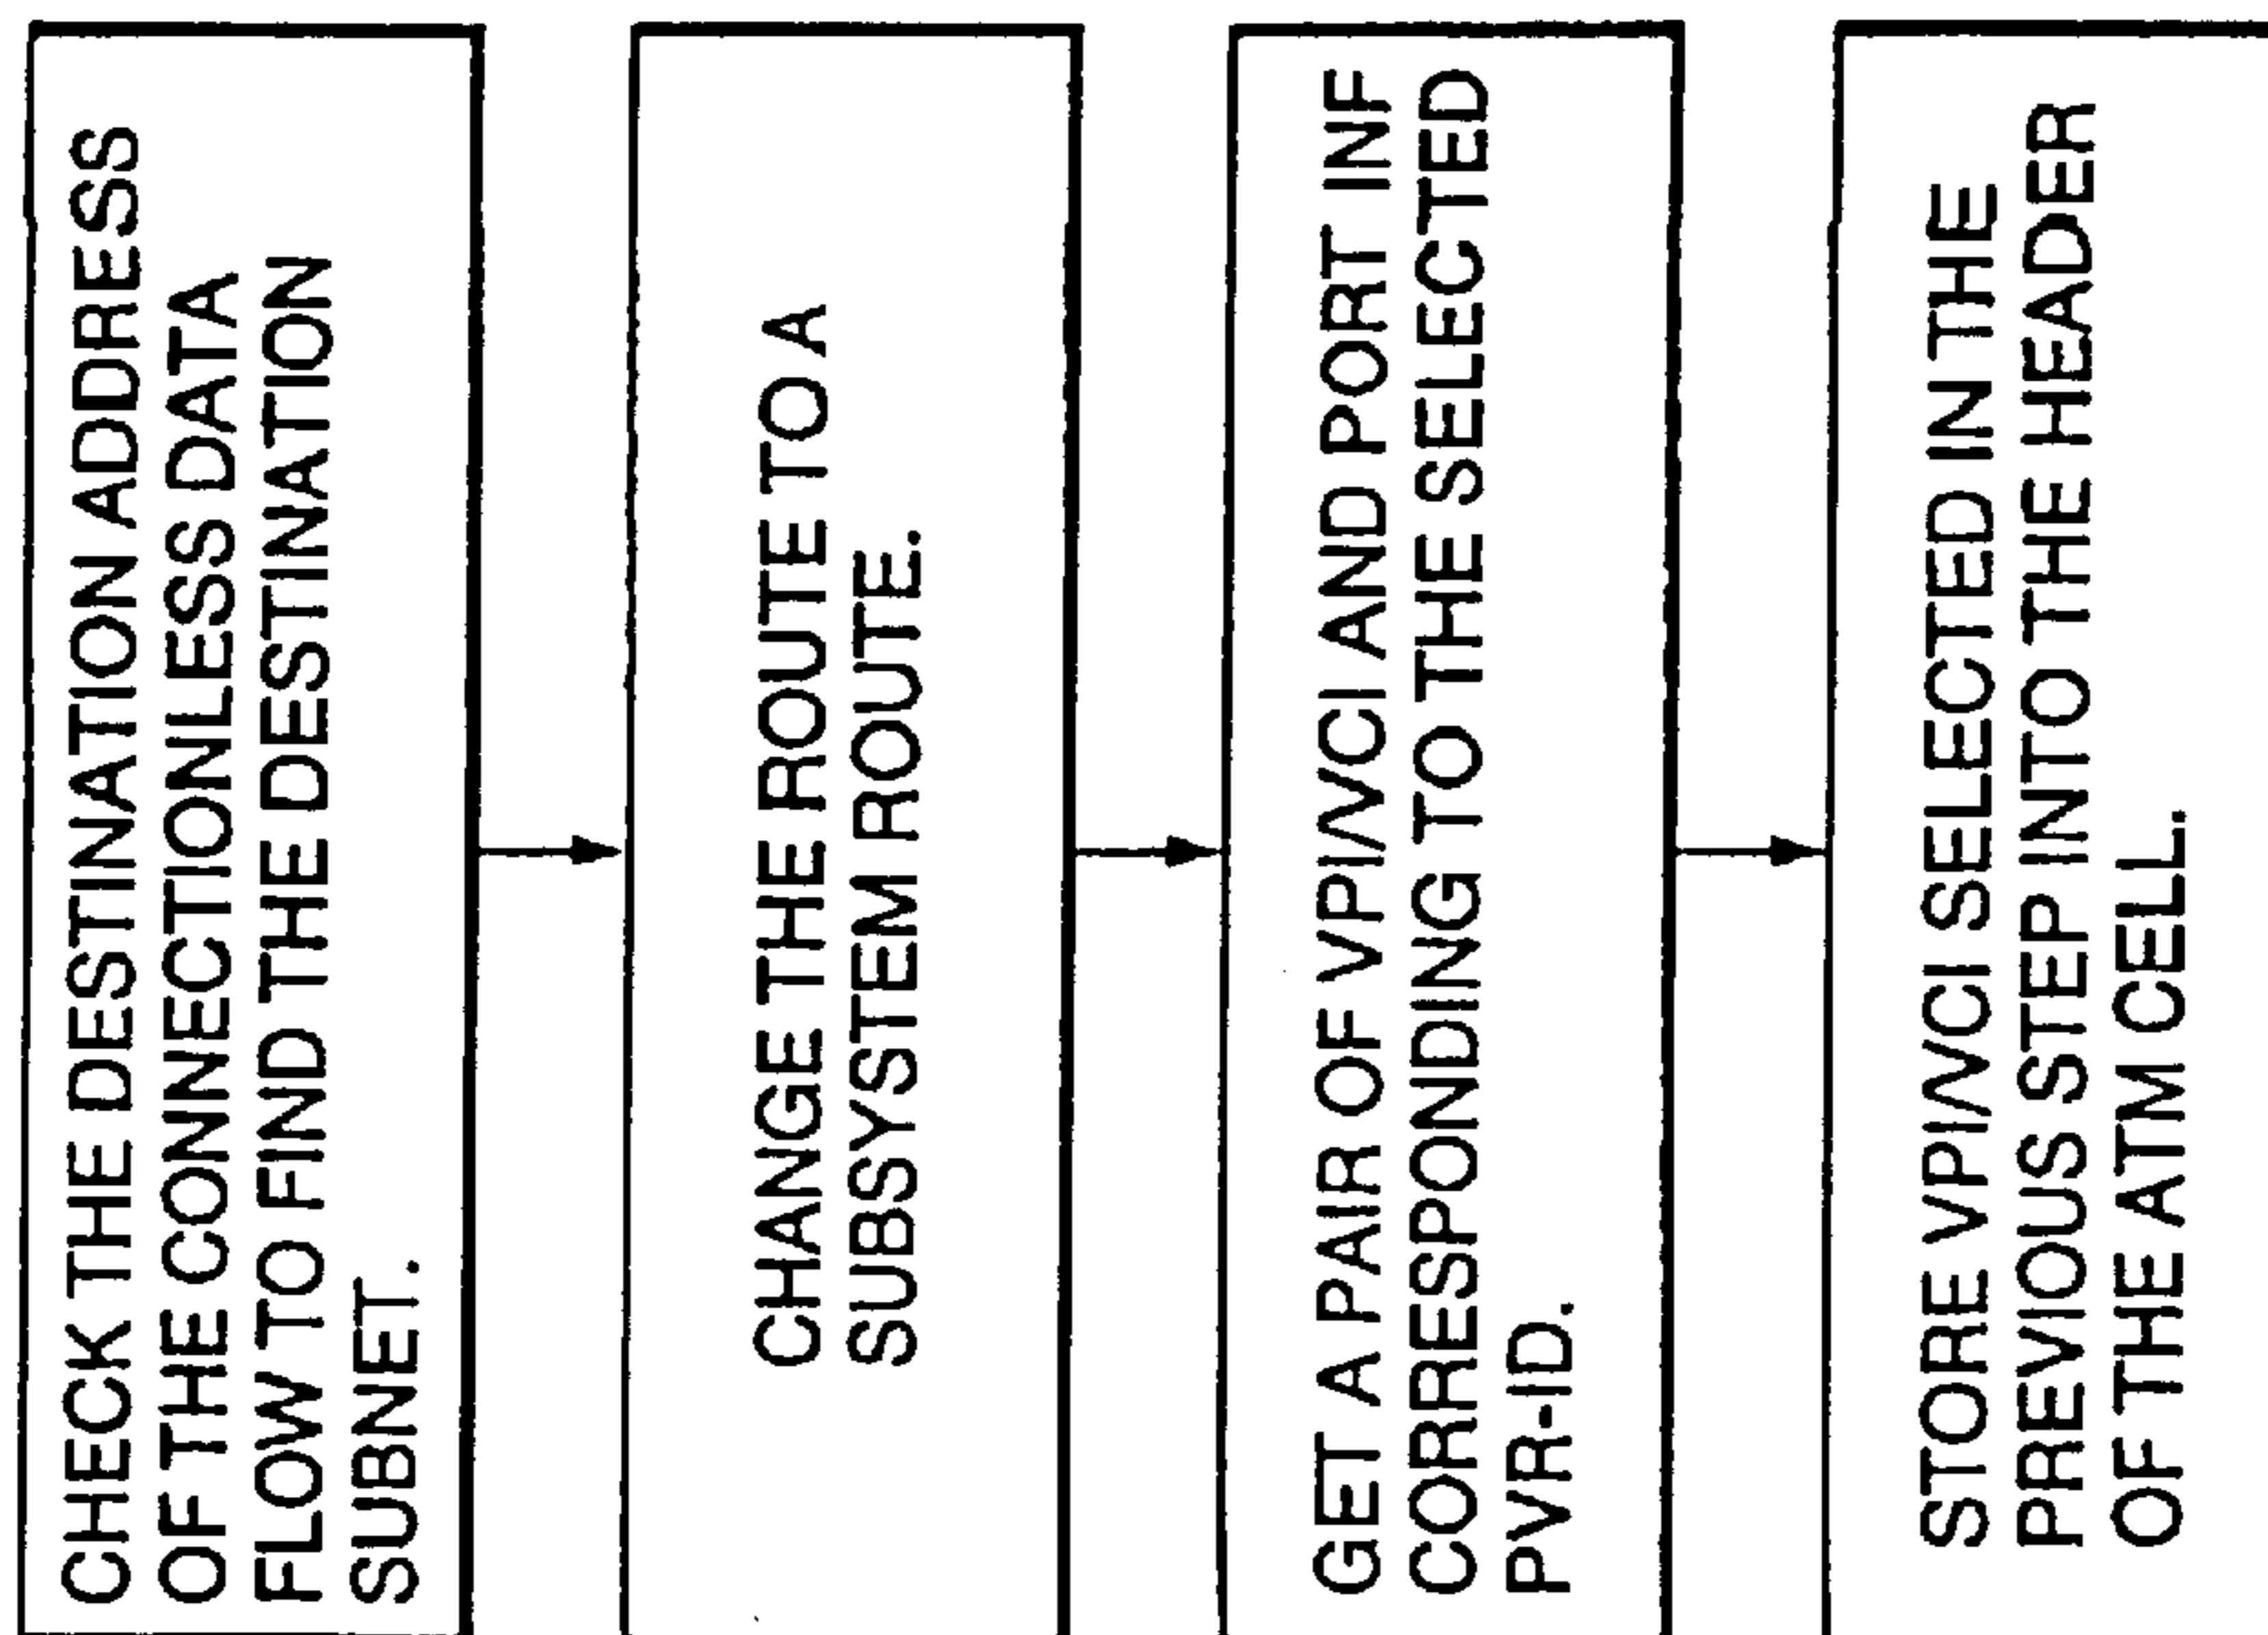 CHECK THE DESTINATION ADDRESS
OF THE CONNECTIONLESS DATA
FLOW TO FIND THE DESTINATION
SUBNET.
CHANGE THE ROUTE TO A
SUBSYSTEM ROUTE.
GET A PAIR OF VPI/VCI AND PORT INF
CORRESPONDING TO THE SELECTED
PVR-ID.
STORE VPI/VCI SELECTED IN THE
PREVIOUS STEP INTO THE HEADER
OF THE ATM CELL.